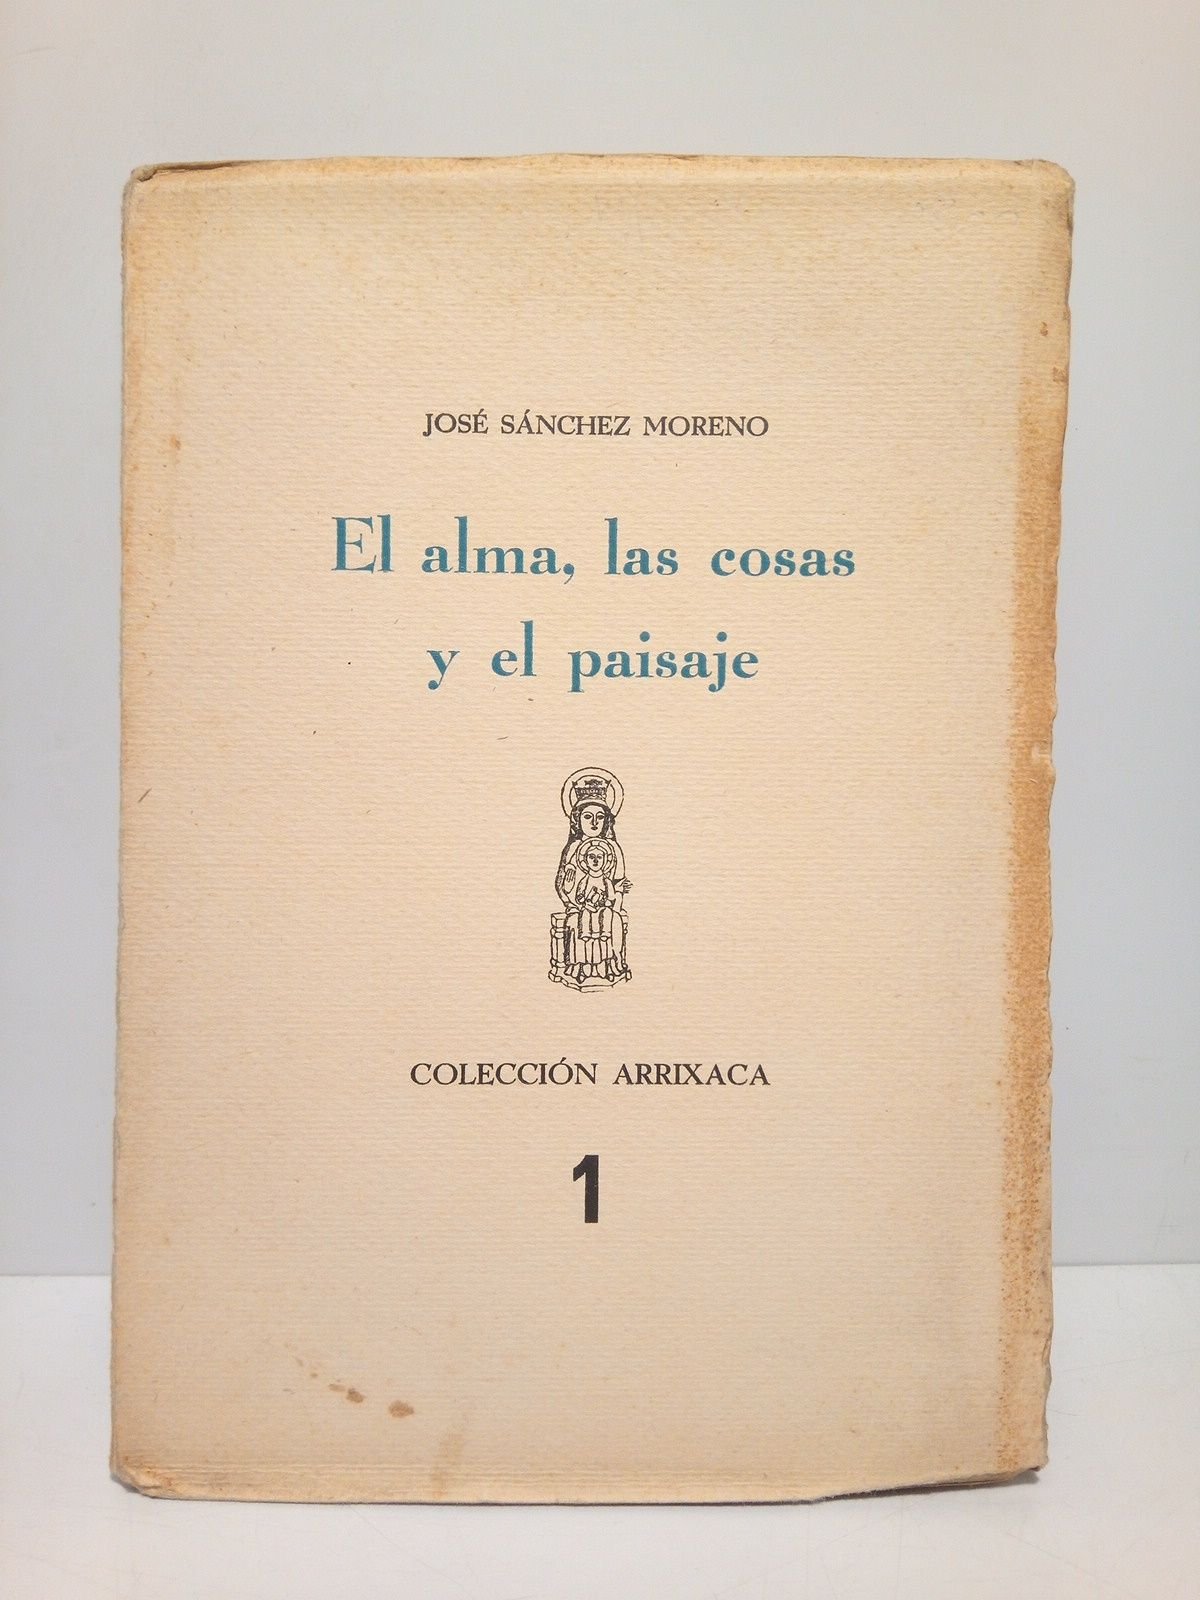 JOSÉ SÁNCHEZ MORENO
El alma, las cosas
y el paisaje
COLECCIÓN ARRIXACA
1